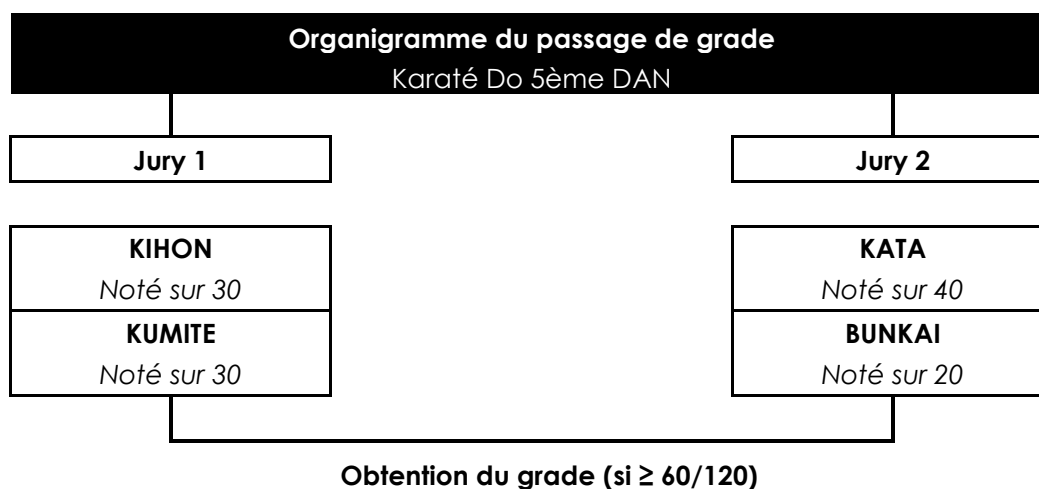 Organigramme du passage de grade
Karaté Do 5ème DAN
Jury 1
Jury 2
KIHON
Noté sur 30
KUMITE
Noté sur 30
KATA
Noté sur 40
BUNKAI
Noté sur 20
Obtention du grade (si ≥ 60/120)